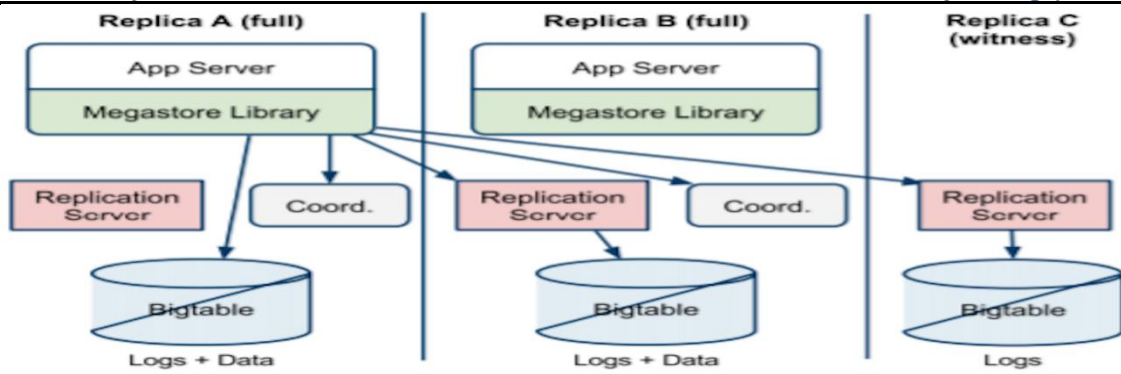 Replica A (full)
Replica B (full)
Replica C
(witness)
App Server
Megastore Library
App Server
Megastore Library
Replication
Server
Coord.
Replication
Server
Coord.
Replication
Server
Bigtable
Bigtable
Bigtable
Logs + Data
Logs + Data
Logs